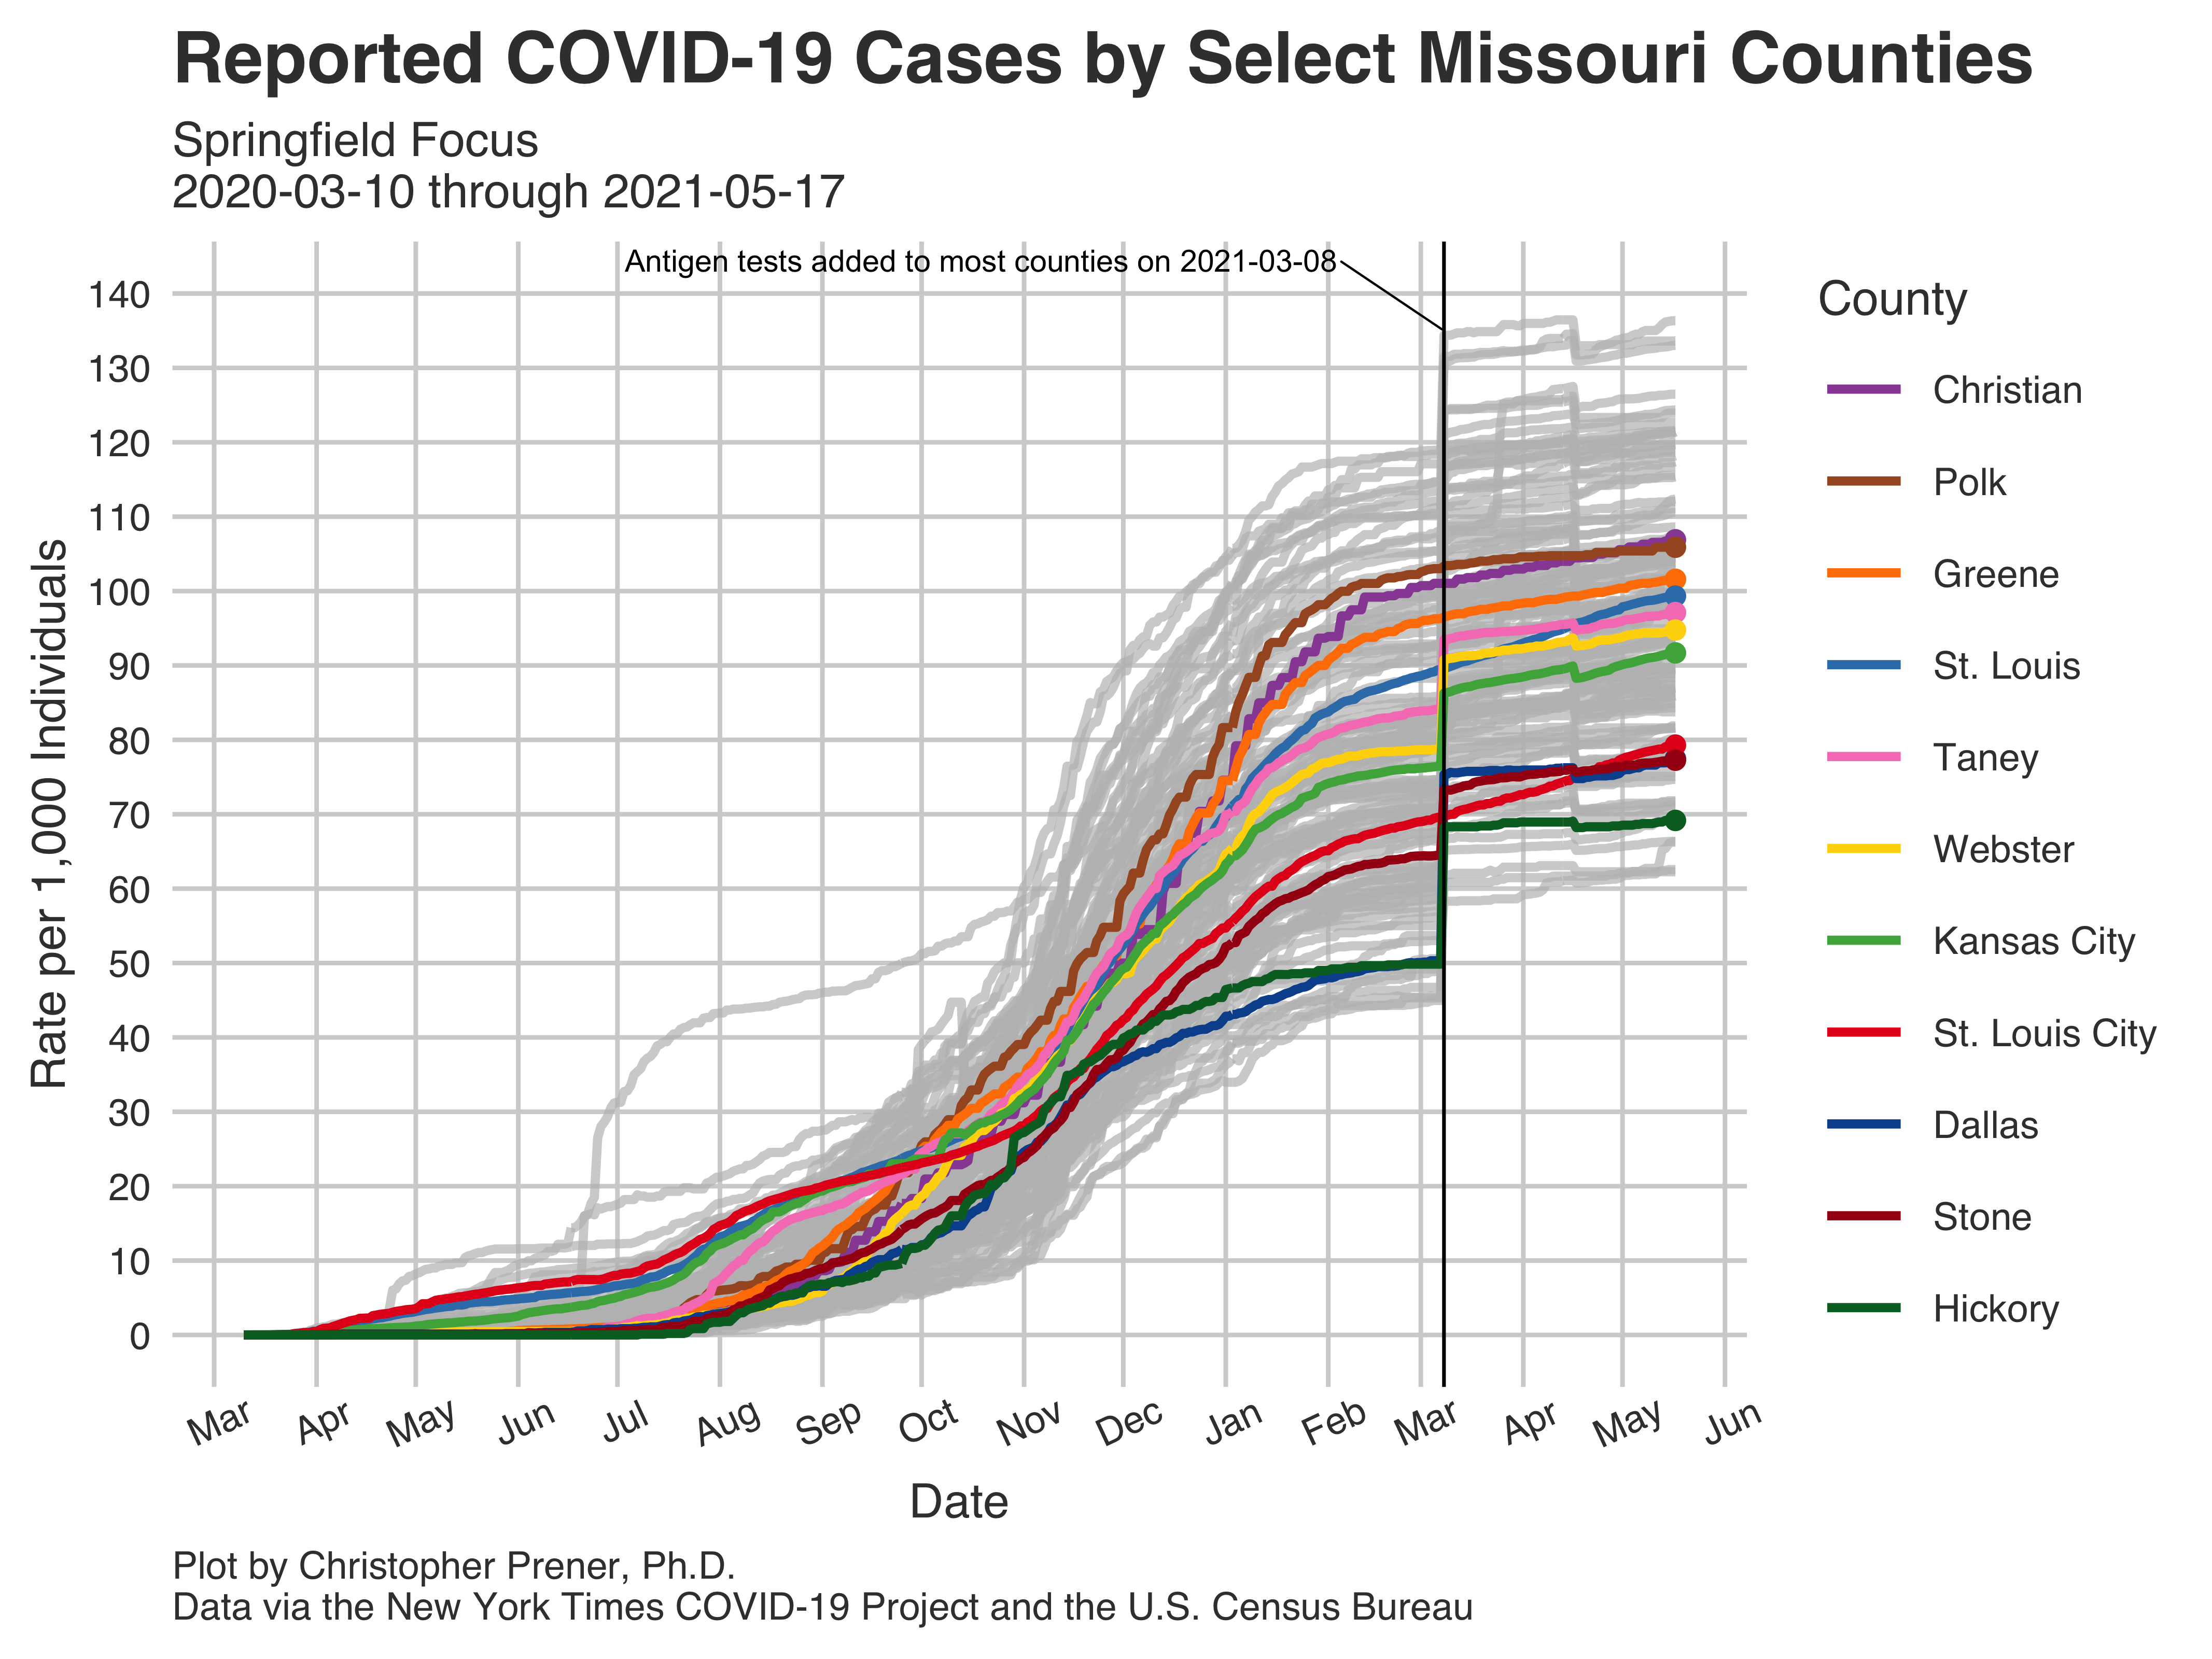 Reported COVID-19 Cases by Select Missouri Counties
Springfield Focus
2020-03-10 through 2021-05-17
Antigen tests added to most counties on 2021-03-08
140
130
120
110
100
90
80
70
60
50
40
30
20
10
0
Rate per 1,000 Individuals
Mar
Apr
May
Jun
Jul
Aug
Sep
Oct
Nov
Dec
Jan
Feb
Mar
Apr
May
Jun
Date
County
Christian
Polk
Greene
St. Louis
Taney
Webster
Kansas City
St. Louis City
Dallas
Stone
Hickory
Plot by Christopher Prener, Ph.D.
Data via the New York Times COVID-19 Project and the U.S. Census Bureau